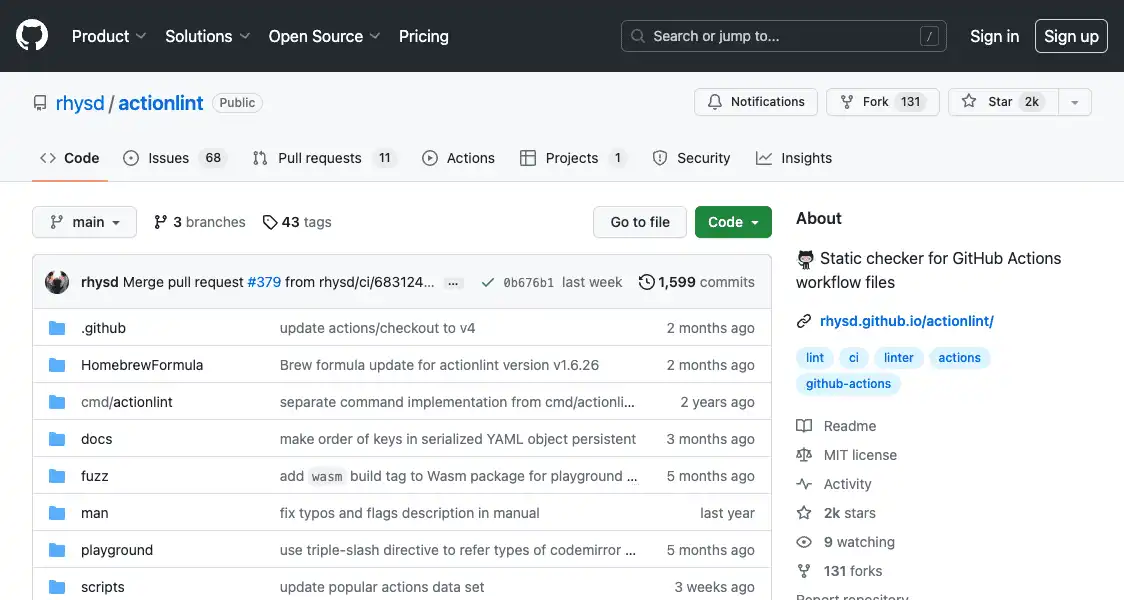 Product Solutions Open Source Pricing Search or jump to... / Sign in Sign up
rhysd / actionlint Public Notifications Fork 131 Star 2k
Code Issues 68 Pull requests 11 Actions Projects 1 Security Insights
main 3 branches 43 tags Go to file Code
rhysd Merge pull request #379 from rhysd/ci/683124... ... 0b676b1 last week 1,599 commits
.github update actions/checkout to v4 2 months ago
HomebrewFormula Brew formula update for actionlint version v1.6.26 2 months ago
cmd/actionlint separate command implementation from cmd/actionli... 2 years ago
docs make order of keys in serialized YAML object persistent 3 months ago
fuzz add wasm build tag to Wasm package for playground ... 5 months ago
man fix typos and flags description in manual last year
playground use triple-slash directive to refer types of codemirror ... 5 months ago
scripts update popular actions data set 3 weeks ago
About
Static checker for GitHub Actions
workflow files
rhysd.github.io/actionlint/
lint ci linter actions
github-actions
Readme
MIT license
Activity
2k stars
9 watching
131 forks
Report repository